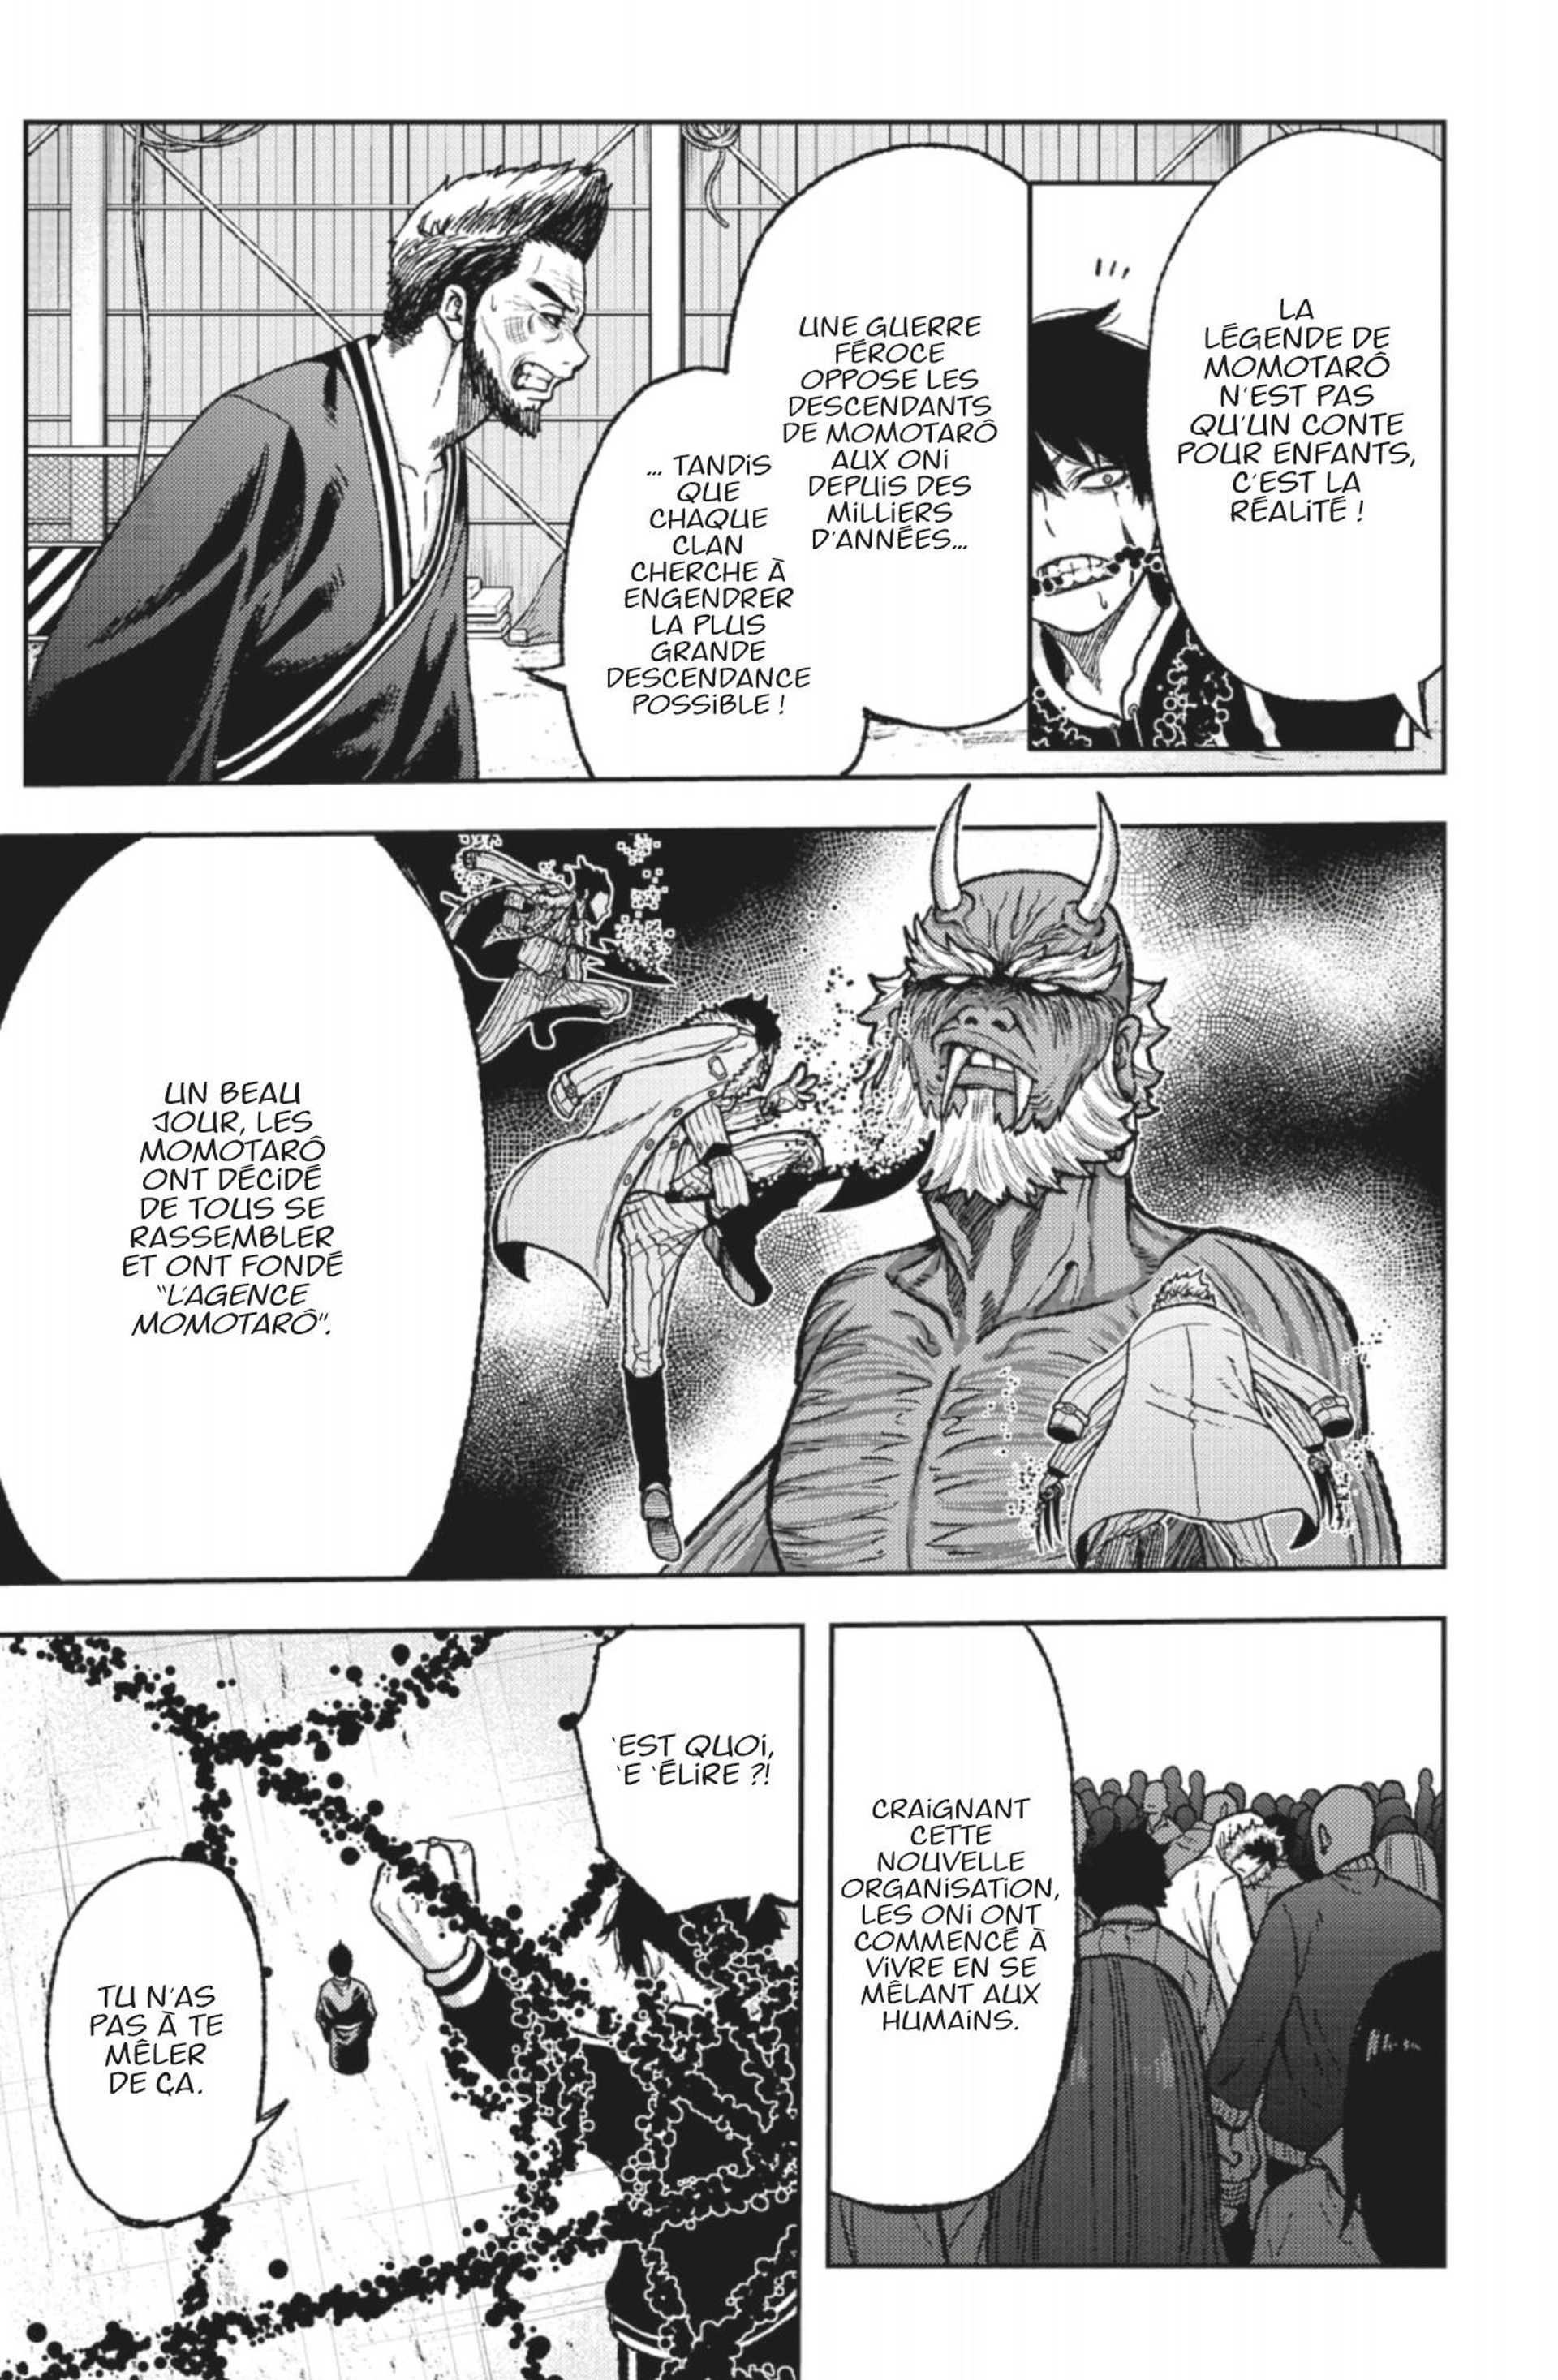 LA
LÉGENDE DE
MOMOTARÔ
N'EST PAS
QU'UN CONTE
POUR ENFANTS,
C'EST LA
RÉALITÉ !
UNE GUERRE
FÉROCE
OPPOSE LES
DESCENDANTS
DE MOMOTARÔ
AUX ONI
DEPUIS DES
MILLIERS
D'ANNÉES...
... TANDIS
QUE
CHAQUE
CLAN
CHERCHE À
ENGENDRER
LA PLUS
GRANDE
DESCENDANCE
POSSIBLE !
UN BEAU
JOUR, LES
MOMOTARÔ
ONT DÉCIDÉ
DE TOUS SE
RASSEMBLER
ET ONT FONDÉ
"L'AGENCE
MOMOTARÔ".
CRAIGNANT
CETTE
NOUVELLE
ORGANISATION,
LES ONI ONT
COMMENCÉ À
VIVRE EN SE
MÊLANT AUX
HUMAINS.
'EST QUOI,
'E 'ÉLIRE ?!
TU N'AS
PAS À TE
MÊLER
DE ÇA.